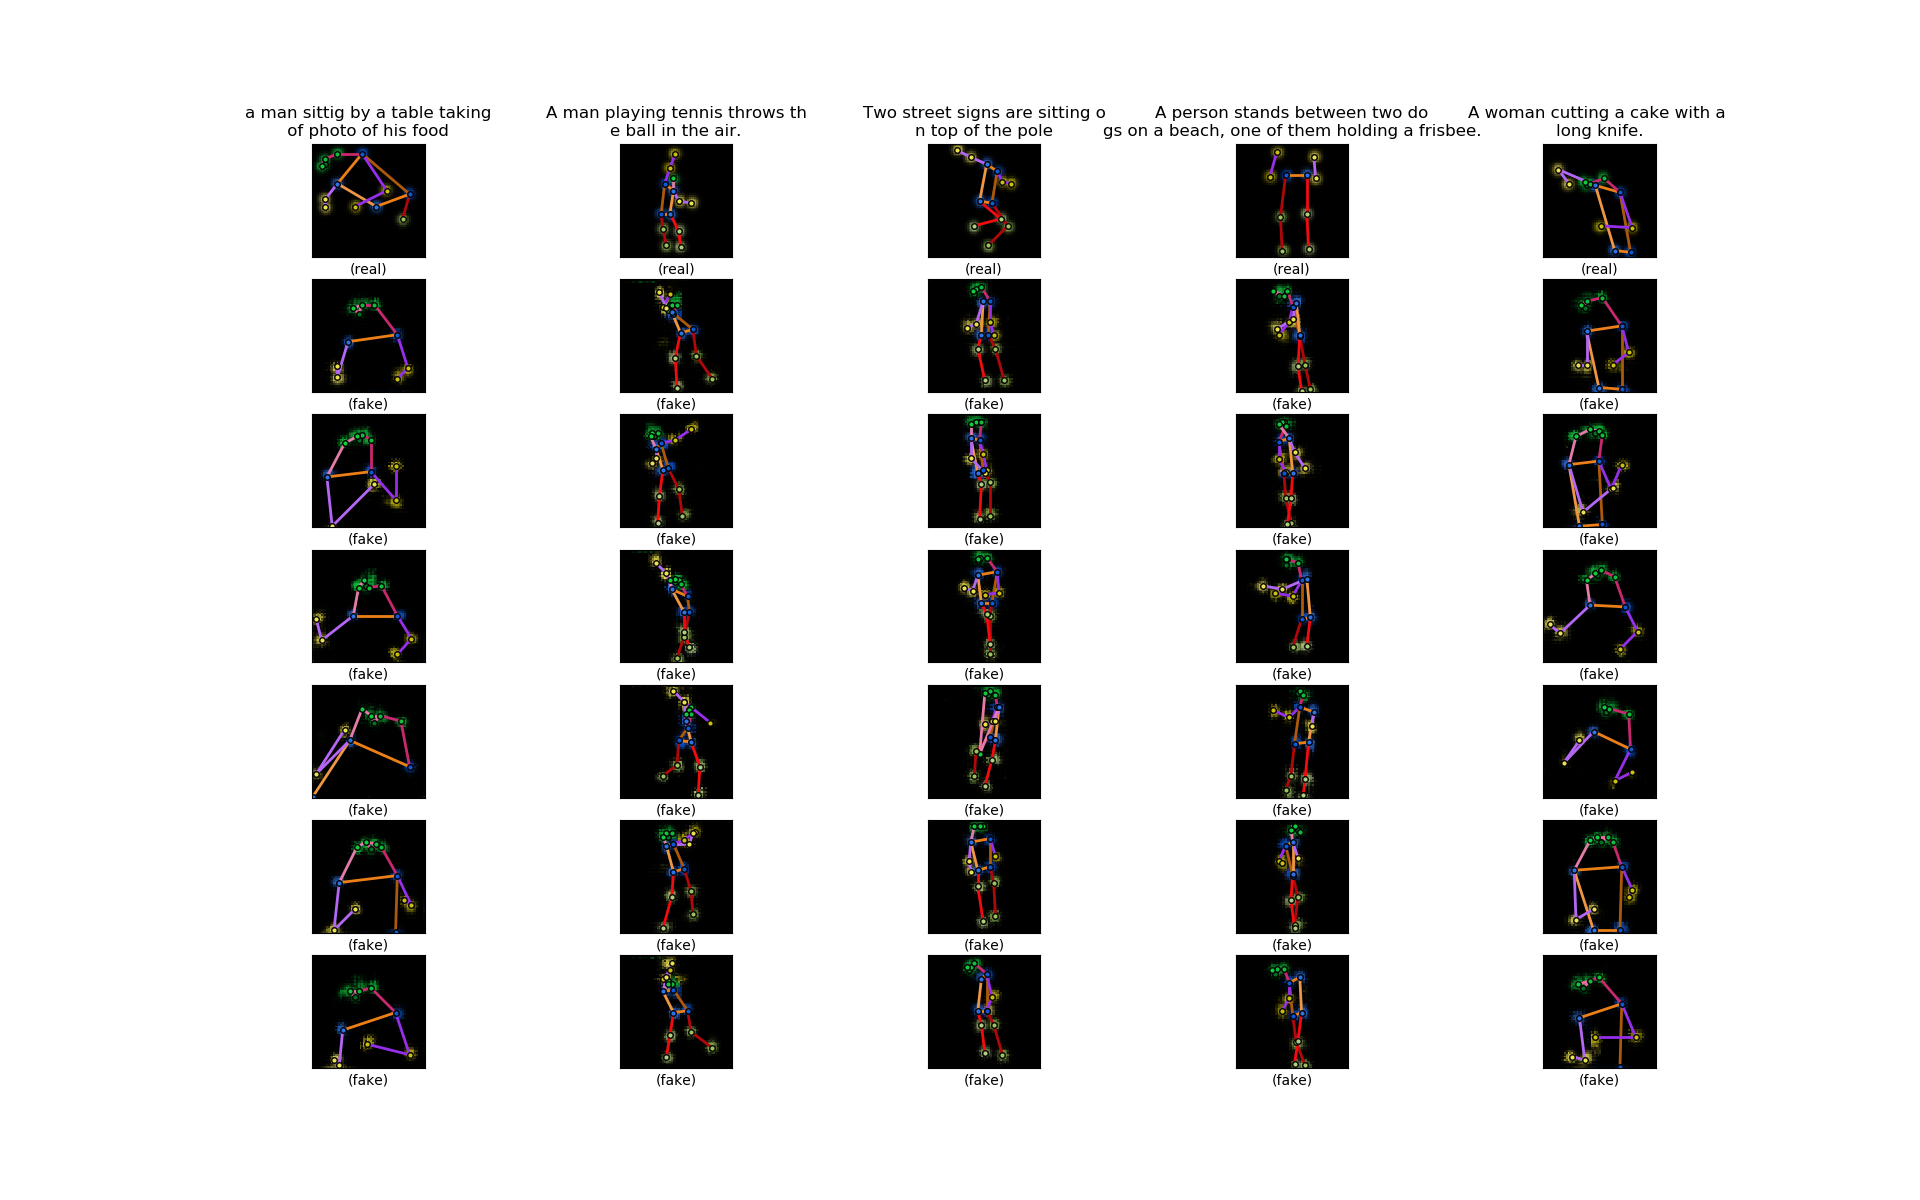 a man sittig by a table taking
of photo of his food
A man playing tennis throws th
e ball in the air.
Two street signs are sitting o
n top of the pole
A person stands between two do
gs on a beach, one of them holding a frisbee.
A woman cutting a cake with a
long knife.
(real) (real) (real) (real) (real)
(fake) (fake) (fake) (fake) (fake)
(fake) (fake) (fake) (fake) (fake)
(fake) (fake) (fake) (fake) (fake)
(fake) (fake) (fake) (fake) (fake)
(fake) (fake) (fake) (fake) (fake)
(fake) (fake) (fake) (fake) (fake)